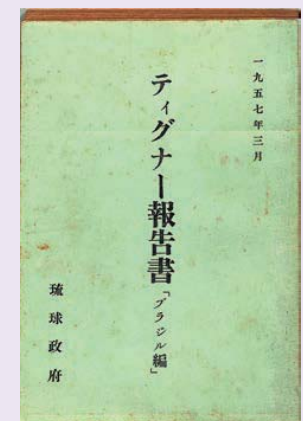 一九五七年三月
ティグナー報告書「ブラジル編」
琉球政府